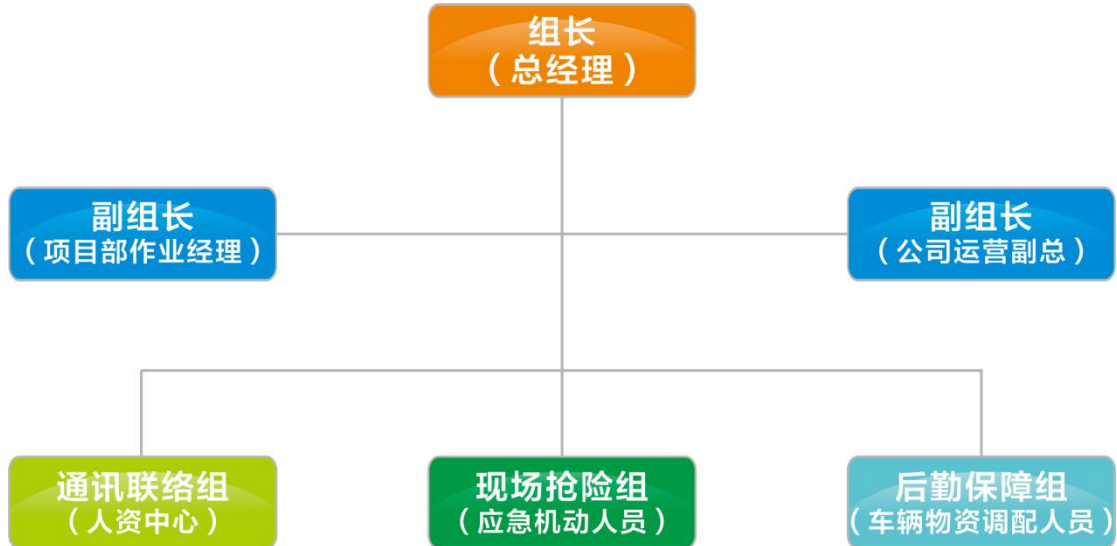 组长
（总经理）
副组长
（项目部作业经理）
副组长
（公司运营副总）
通讯联络组
（人资中心）
现场抢险组
（应急机动人员）
后勤保障组
（车辆物资调配人员）